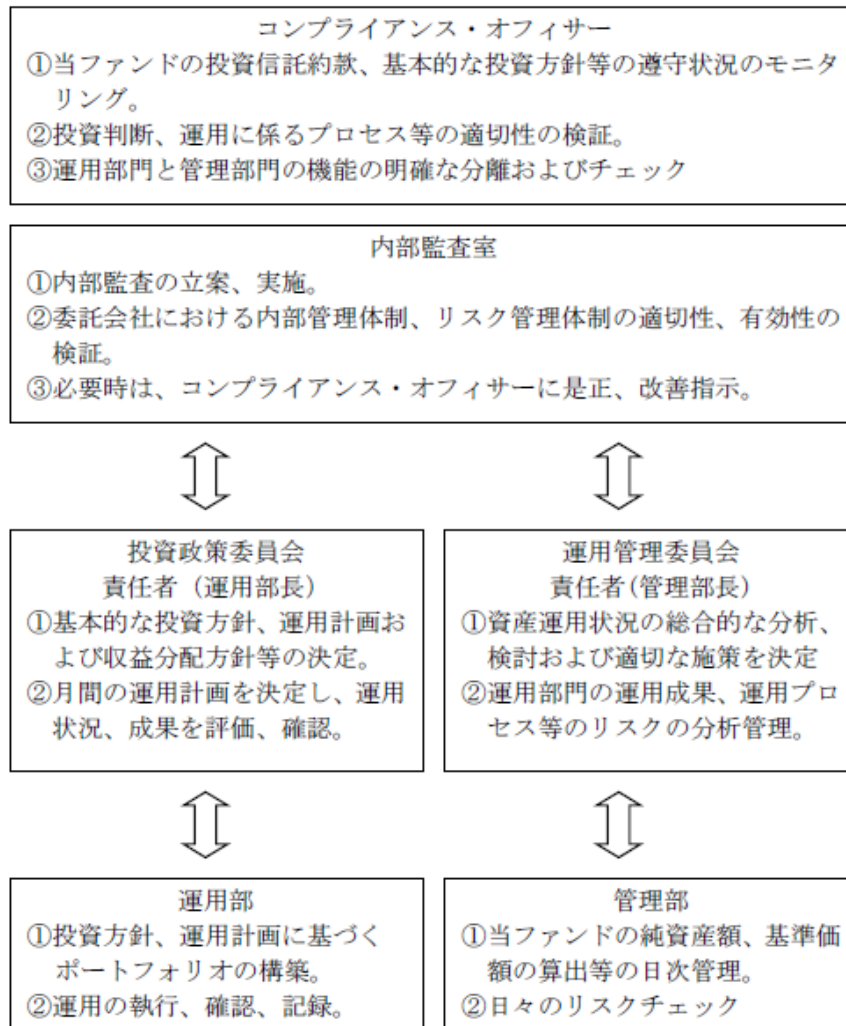 コンプライアンス・オフィサー
①当ファンドの投資信託約款、基本的な投資方針等の遵守状況のモニタ
リング。
②投資判断、運用に係るプロセス等の適切性の検証。
③運用部門と管理部門の機能の明確な分離およびチェック
内部監査室
①内部監査の立案、実施。
②委託会社における内部管理体制、リスク管理体制の適切性、有効性の
検証。
③必要時は、コンプライアンス・オフィサーに是正、改善指示。
投資政策委員会
責任者（運用部長）
①基本的な投資方針、運用計画お
よび収益分配方針等の決定。
②月間の運用計画を決定し、運用
状況、成果を評価、確認。
運用管理委員会
責任者(管理部長)
①資産運用状況の総合的な分析、
検討および適切な施策を決定
②運用部門の運用成果、運用プロ
セス等のリスクの分析管理。
運用部
①投資方針、運用計画に基づく
ポートフォリオの構築。
②運用の執行、確認、記録。
管理部
①当ファンドの純資産額、基準価
額の算出等の日次管理。
②日々のリスクチェック